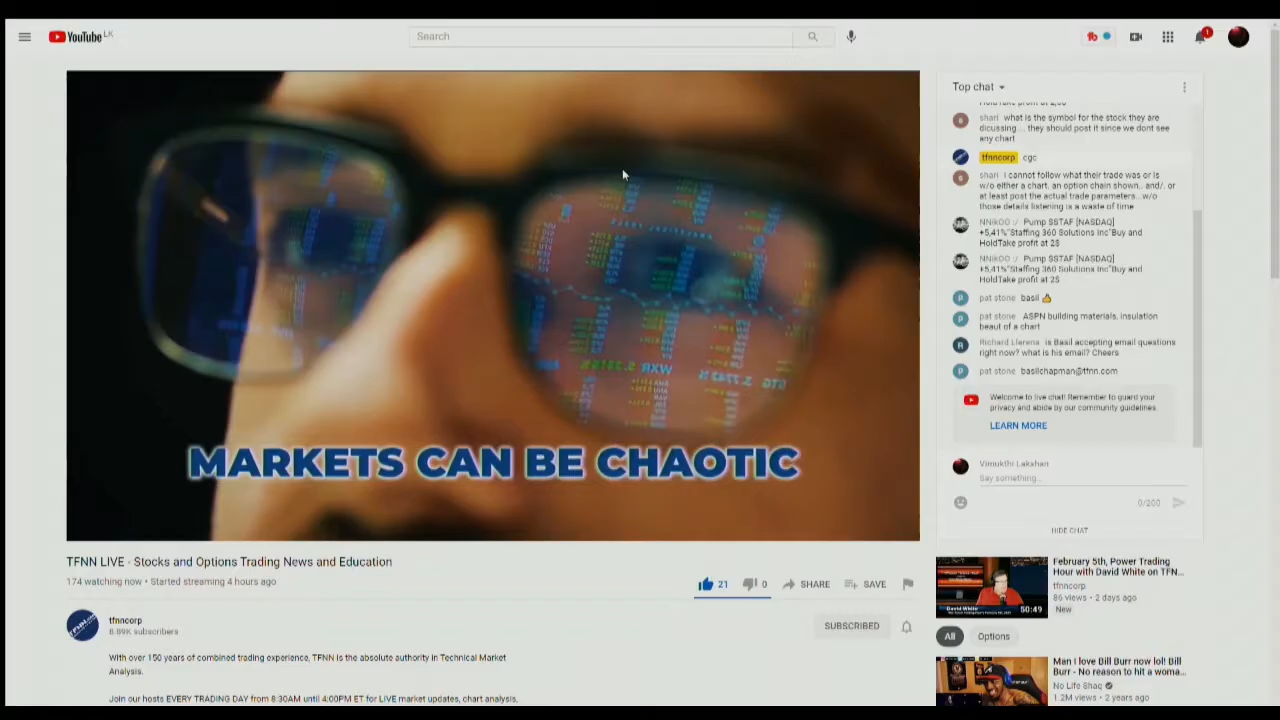 YouTube LK
Search
1
MARKETS CAN BE CHAOTIC
TFNN LIVE - Stocks and Options Trading News and Education
174 watching now • Started streaming 4 hours ago
21
0
SHARE
SAVE
tfnncorp
8.89K subscribers
SUBSCRIBED
With over 150 years of combined trading experience, TFNN is the absolute authority in Technical Market
Analysis.
Join our hosts EVERY TRADING DAY from 8:30AM until 4:00PM ET for LIVE market updates, chart analysis,
Top chat
shari what is the symbol for the stock they are
dicussing.... they should post it since we dont see
any chart
tfnncorp cgc
shari I cannot follow what their trade was or is
w/o either a chart, an option chain shown.. and/. or
at least post the actual trade parameters...w/o
those details listening is a waste of time
NNikOO :/ Pump $STAF [NASDAQ]
+5,41%"Staffing 360 Solutions Inc"Buy and
HoldTake profit at 2$
NNikOO :/ Pump $STAF [NASDAQ]
+5,41%"Staffing 360 Solutions Inc"Buy and
HoldTake profit at 2$
pat stone basil 👍
pat stone ASPN building materials, insulation
beaut of a chart
Richard Llerena is Basil accepting email questions
right now? what is his email? Cheers
pat stone basilchapman@tfnn.com
Welcome to live chat! Remember to guard your
privacy and abide by our community guidelines.
LEARN MORE
Vimukthi Lakshan
Say something...
0/200
HIDE CHAT
February 5th, Power Trading
Hour with David White on TFN...
tfnncorp
86 views • 2 days ago
New
David White
50:49
All
Options
Man I love Bill Burr now lol! Bill
Burr - No reason to hit a woma...
No Life Shaq
1.2M views • 2 years ago